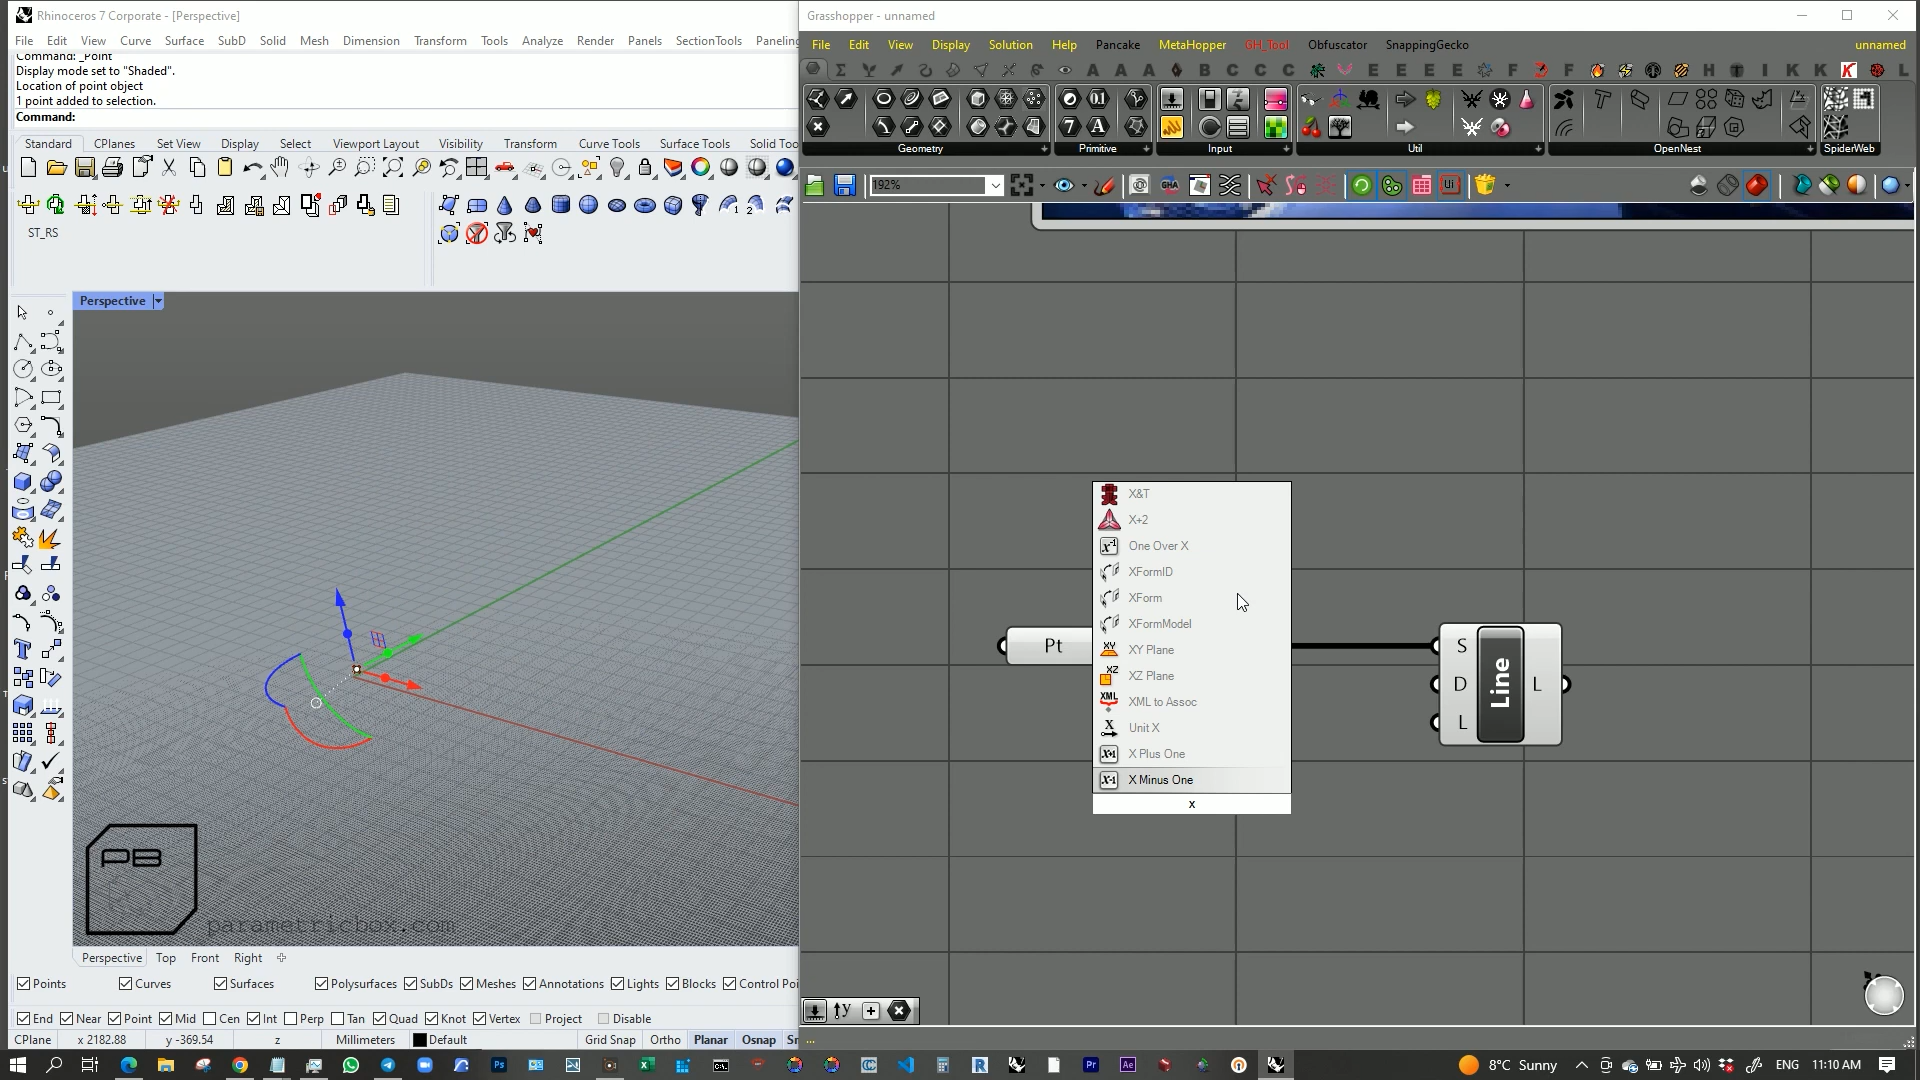 Rhinoceros 7 Corporate - [Perspective]
File Edit View Curve Surface SubD Solid Mesh Dimension Transform Tools Analyze Render Panels SectionTools Paneling
Command: _Point
Display mode set to "Shaded".
Location of point object
1 point added to selection.
Command:
Standard CPlanes Set View Display Select Viewport Layout Visibility Transform Curve Tools Surface Tools Solid Too
ST_RS
Perspective
PB
parametricbox.com
Perspective Top Front Right
Points Curves Surfaces Polysurfaces SubDs Meshes Annotations Lights Blocks Control Poi
End Near Point Mid Cen Int Perp Tan Quad Knot Vertex Project Disable
CPlane x 2182.88 y -369.54 z Millimeters Default Grid Snap Ortho Planar Osnap
Grasshopper - unnamed
File Edit View Display Solution Help Pancake MetaHopper GH_Tool Obfuscator SnappingGecko unnamed
Geometry Primitive Input Util OpenNest SpiderWeb
192%
X&T
X+2
One Over X
XFormID
XForm
XFormModel
XY Plane
XZ Plane
XML to Assoc
Unit X
X Plus One
X Minus One
x
Pt
S
D
L
Line
L
8°C Sunny ENG 11:10 AM